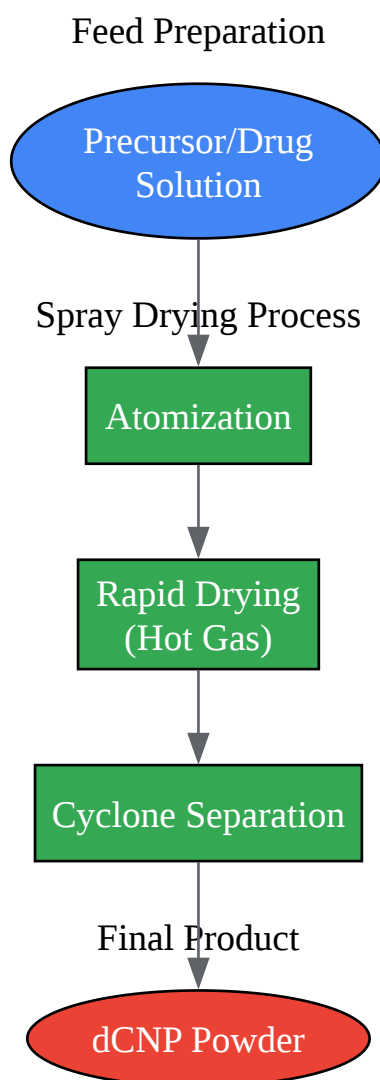 Feed Preparation
Precursor/Drug
Solution
Spray Drying Process
Atomization
Rapid Drying
(Hot Gas)
Cyclone Separation
Final Product
dCNP Powder